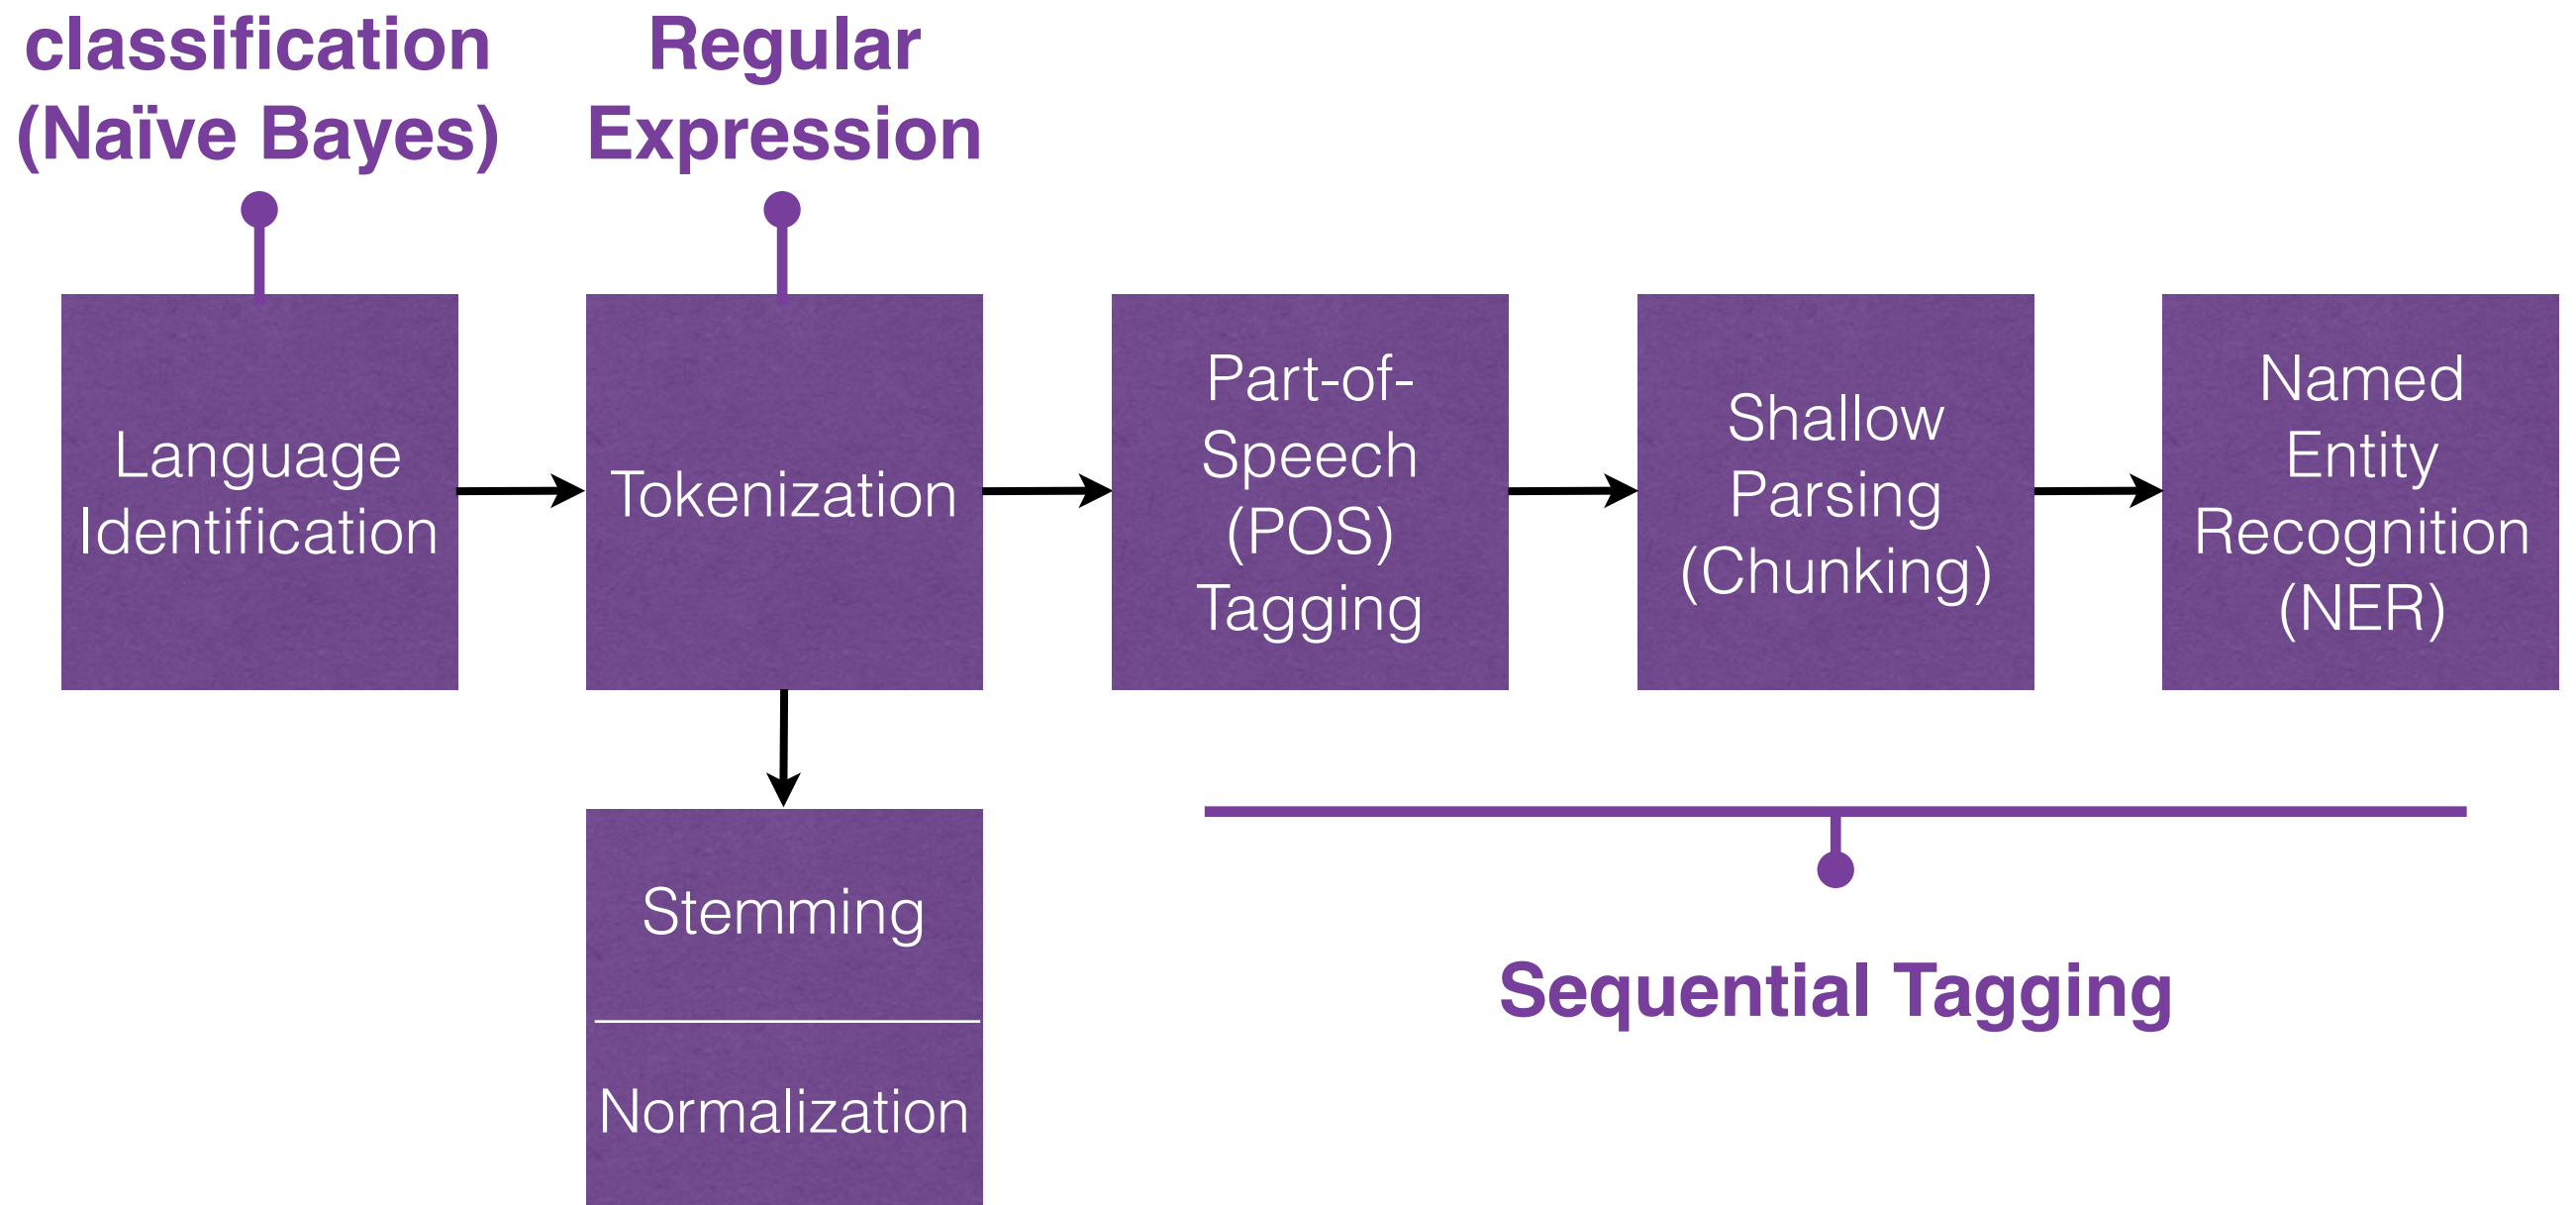 classification
(Naïve Bayes)
Regular
Expression
Language
Identification
Tokenization
Part-of-
Speech
(POS)
Tagging
Shallow
Parsing
(Chunking)
Named
Entity
Recognition
(NER)
Stemming
Normalization
Sequential Tagging